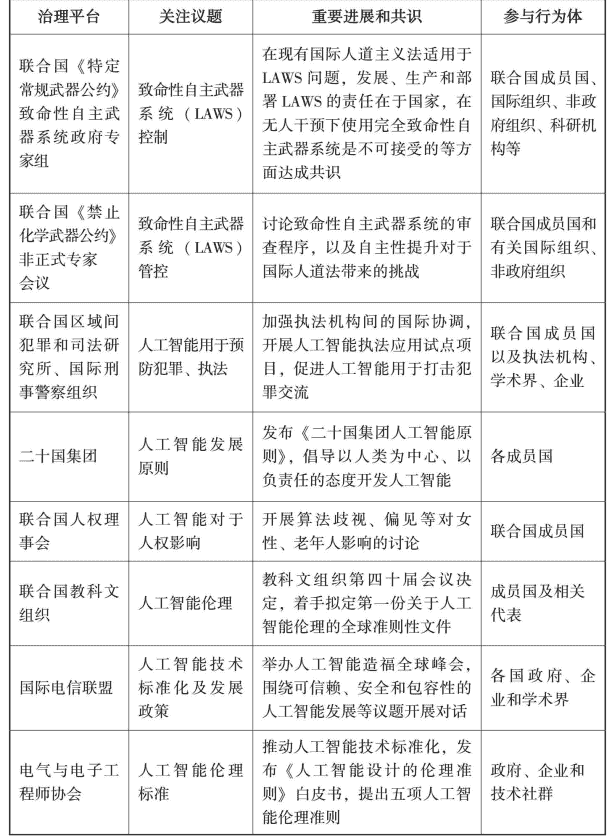 治理平台 关注议题 重要进展和共识 参与行为体
联合国《特定
常规武器公约》
致命性自主武
器系统政府专
家组
致命性自主武器
系统（LAWS）
控制
在现有国际人道主义法适用于
LAWS 问题，发展、生产和部
署 LAWS 的责任在于国家，在
无人干预下使用完全致命性自
主武器系统是不可接受的等方
面达成共识
联合国成员国、
国际组织、非政
府组织、科研机
构等
联合国《禁止
化学武器公约》
非正式专家
会议
致命性自主武器
系统（LAWS）
管控
讨论致命性自主武器系统的审
查程序，以及自主性提升对于
国际人道法带来的挑战
联合国成员国和
有关国际组织、
非政府组织
联合国区域间
犯罪和司法研
究所、国际刑
事警察组织
人工智能用于预
防犯罪、执法
加强执法机构间的国际协调，
开展人工智能执法应用试点项
目，促进人工智能用于打击犯
罪交流
联合国成员国
以及执法机构、
学术界、企业
二十国集团
人工智能发展
原则
发布《二十国集团人工智能原
则》，倡导以人类为中心、以
负责任的态度开发人工智能
各成员国
联合国人权理
事会
人工智能对于
人权影响
开展算法歧视、偏见等对女
性、老年人影响的讨论
联合国成员国
联合国教科文
组织
人工智能伦理
教科文组织第四十届会议决
定，着手拟定第一份关于人工
智能伦理的全球准则性文件
成员国及相关
代表
国际电信联盟
人工智能技术
标准化及发展
政策
举办人工智能造福全球峰会，
围绕可信赖、安全和包容性的
人工智能发展等议题开展对话
各国政府、企
业和学术界
电气与电子工
程师协会
人工智能伦理
标准
推动人工智能技术标准化，发
布《人工智能设计的伦理准
则》白皮书，提出五项人工智
能伦理准则
政府、企业和
技术社群